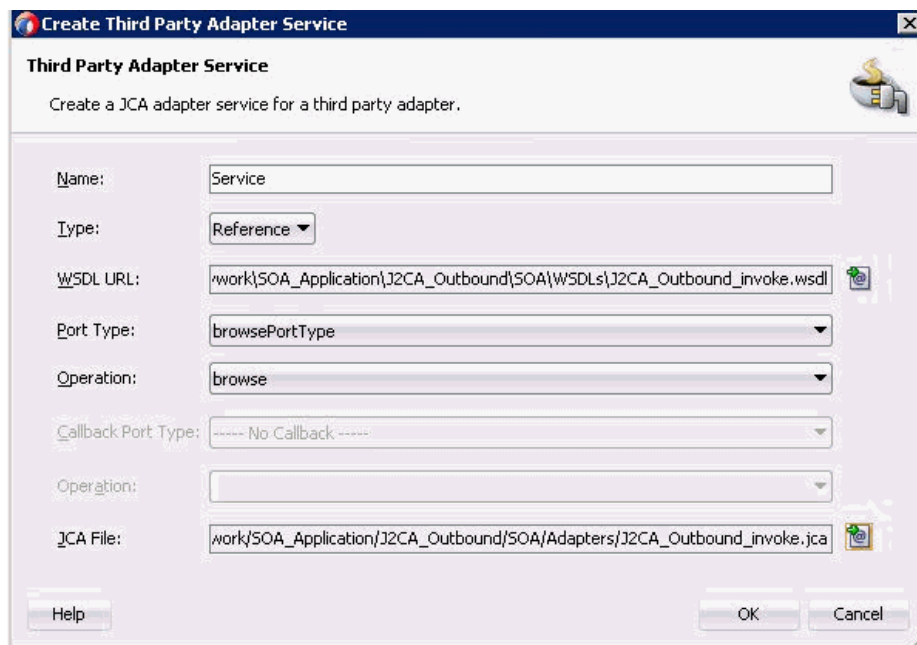 Create Third Party Adapter Service
Third Party Adapter Service
Create a JCA adapter service for a third party adapter.
Name: Service
Type: Reference
WSDL URL: work\SOA_Application\J2CA_Outbound\SOA\WSDLs\J2CA_Outbound_invoke.wsdl
Port Type: browsePortType
Operation: browse
Callback Port Type: ----- No Callback -----
Operation:
JCA File: work/SOA_Application/J2CA_Outbound/SOA/Adapters/J2CA_Outbound_invoke.jca
Help OK Cancel